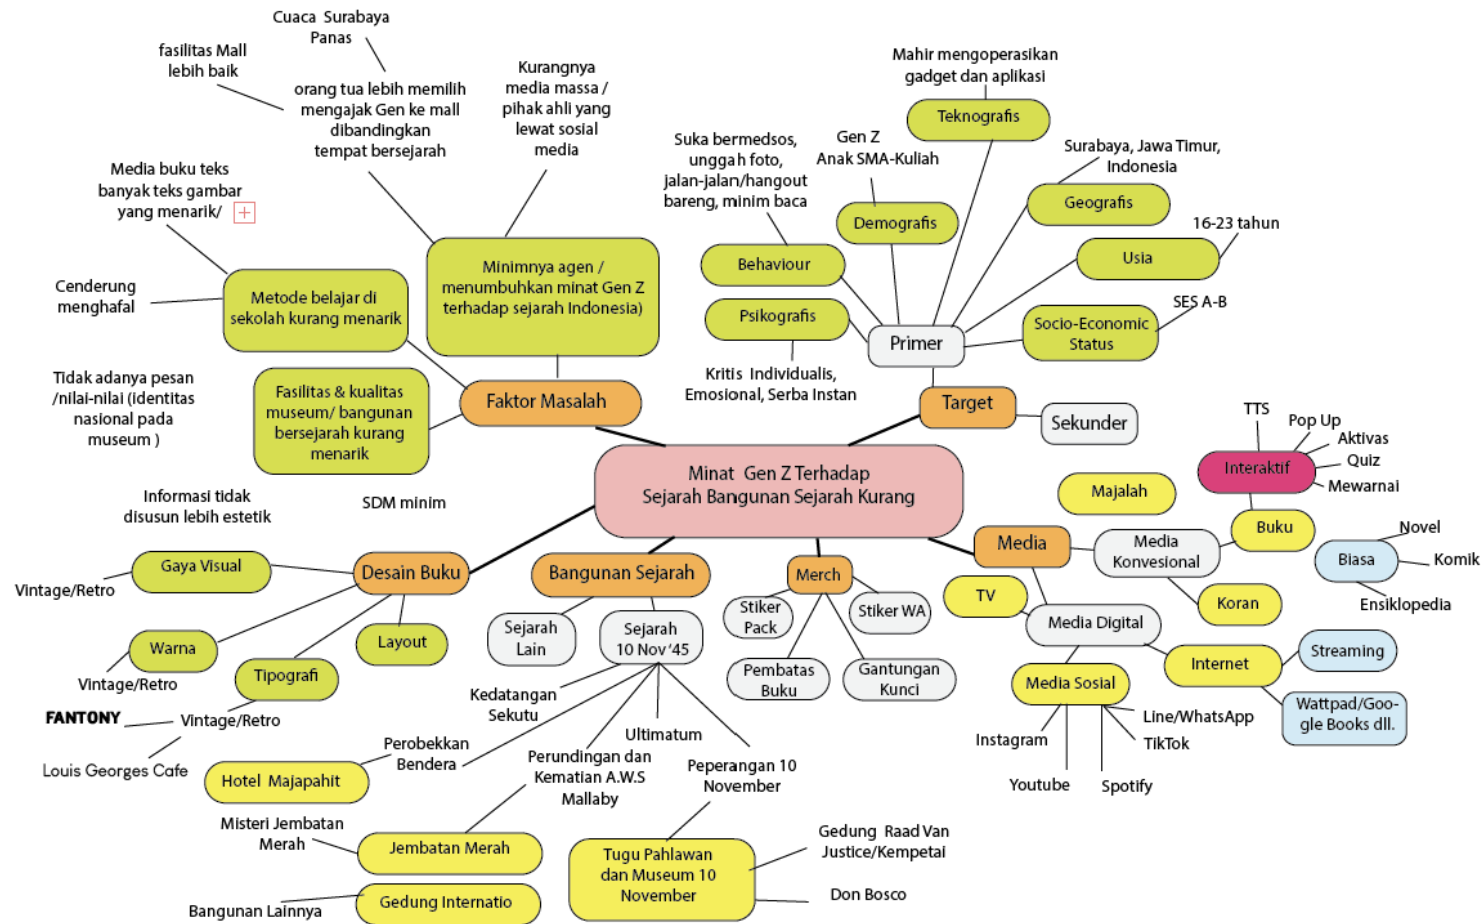 Cuaca Surabaya
Panas
fasilitas Mall
lebih baik
orang tua lebih memilih
mengajak Gen ke mall
dibandingkan
tempat bersejarah
Kurangnya
media massa /
pihak ahli yang
lewat sosial
media
Media buku teks
banyak teks gambar
yang menarik/
Cenderung
menghafal
Metode belajar di
sekolah kurang menarik
Minimnya agen /
menumbuhkan minat Gen Z
terhadap sejarah Indonesia)
Tidak adanya pesan
/nilai-nilai (identitas
nasional pada
museum )
Fasilitas & kualitas
museum/ bangunan
bersejarah kurang
menarik
Faktor Masalah
Informasi tidak
disusun lebih estetik
SDM minim
Mahir mengoperasikan
gadget dan aplikasi
Teknografis
Suka bermedsos,
unggah foto,
jalan-jalan/hangout
bareng, minim baca
Gen Z
Anak SMA-Kuliah
Surabaya, Jawa Timur,
Indonesia
Demografis
Geografis
16-23 tahun
Behaviour
Usia
Psikografis
SES A-B
Primer
Socio-Economic
Status
Kritis Individualis,
Emosional, Serba Instan
Target
Sekunder
Minat Gen Z Terhadap
Sejarah Bangunan Sejarah Kurang
TTS
Pop Up
Aktivas
Quiz
Mewarnai
Interaktif
Majalah
Buku
Media
Media
Konvesional
Novel
Biasa
Komik
Ensiklopedia
TV
Koran
Media Digital
Internet
Streaming
Media Sosial
Wattpad/Goo-
gle Books dll.
Line/WhatsApp
TikTok
Instagram
Youtube
Spotify
Gaya Visual
Vintage/Retro
Desain Buku
Warna
Vintage/Retro
Layout
Tipografi
FANTONY
Vintage/Retro
Louis Georges Cafe
Bangunan Sejarah
Sejarah
Lain
Sejarah
10 Nov '45
Merch
Stiker
Pack
Stiker WA
Pembatas
Buku
Gantungan
Kunci
Kedatangan
Sekutu
Ultimatum
Perobekkan
Bendera
Perundingan dan
Kematian A.W.S
Mallaby
Peperangan 10
November
Hotel Majapahit
Misteri Jembatan
Merah
Jembatan Merah
Tugu Pahlawan
dan Museum 10
November
Gedung Raad Van
Justice/Kempetai
Don Bosco
Gedung Internatio
Bangunan Lainnya